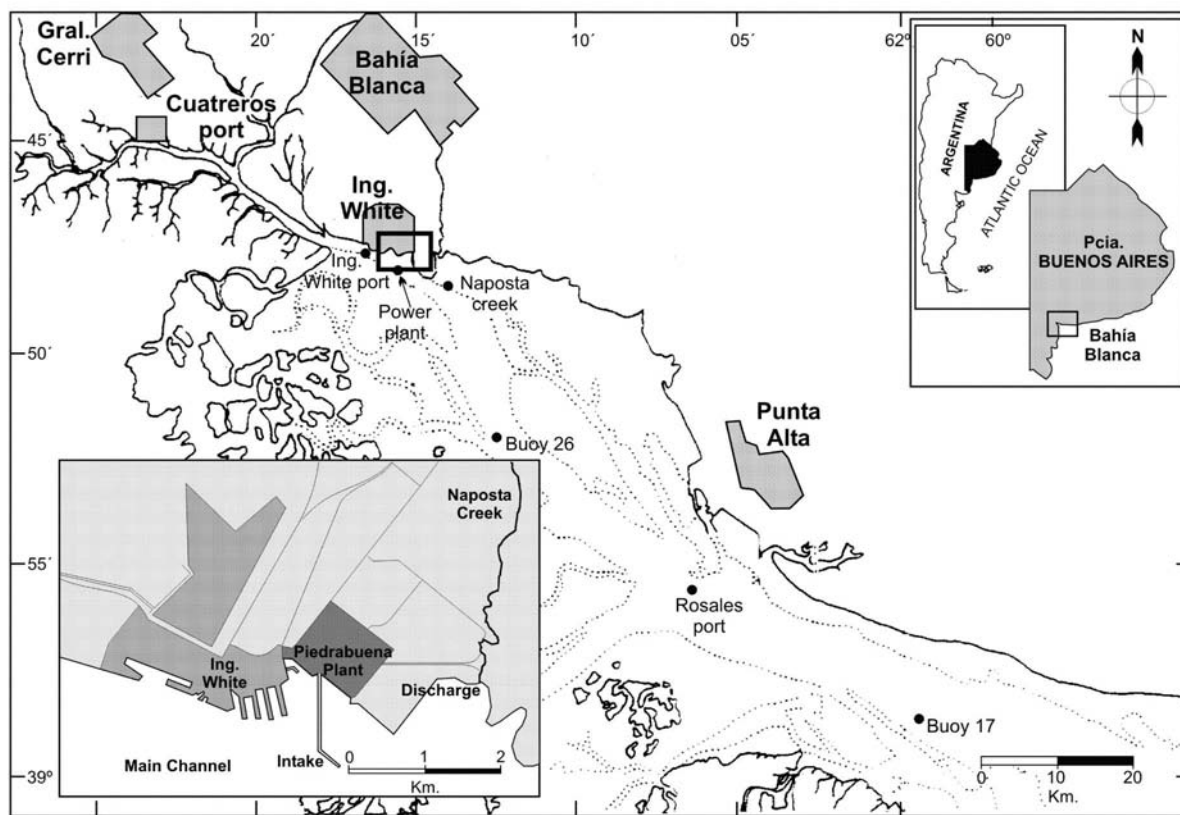 Gral.
Cerri
20´
15´
05´
62º
60º
N
Bahía
Blanca
Cuatreros
port
45´
ARGENTINA
ATLANTIC OCEAN
Ing.
White
Pcia.
BUENOS AIRES
Ing.
White port
Naposta
creek
Power
plant
Bahía
Blanca
50´
Punta
Alta
Buoy 26
Naposta
Creek
55´
Rosales
port
Piedrabuena
Plant
Ing.
White
Discharge
Buoy 17
Main Channel
Intake
0 1 2
Km.
0 10 20
Km.
39º